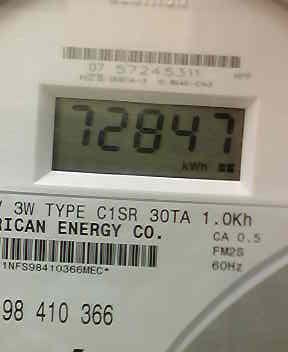 07 57245311
72847
kWh
V 3W TYPE C1SR 30TA 1.0Kh
RICAN ENERGY CO. CA 0.5
FM2S
1NFS98410366MEC* 60Hz
98 410 366